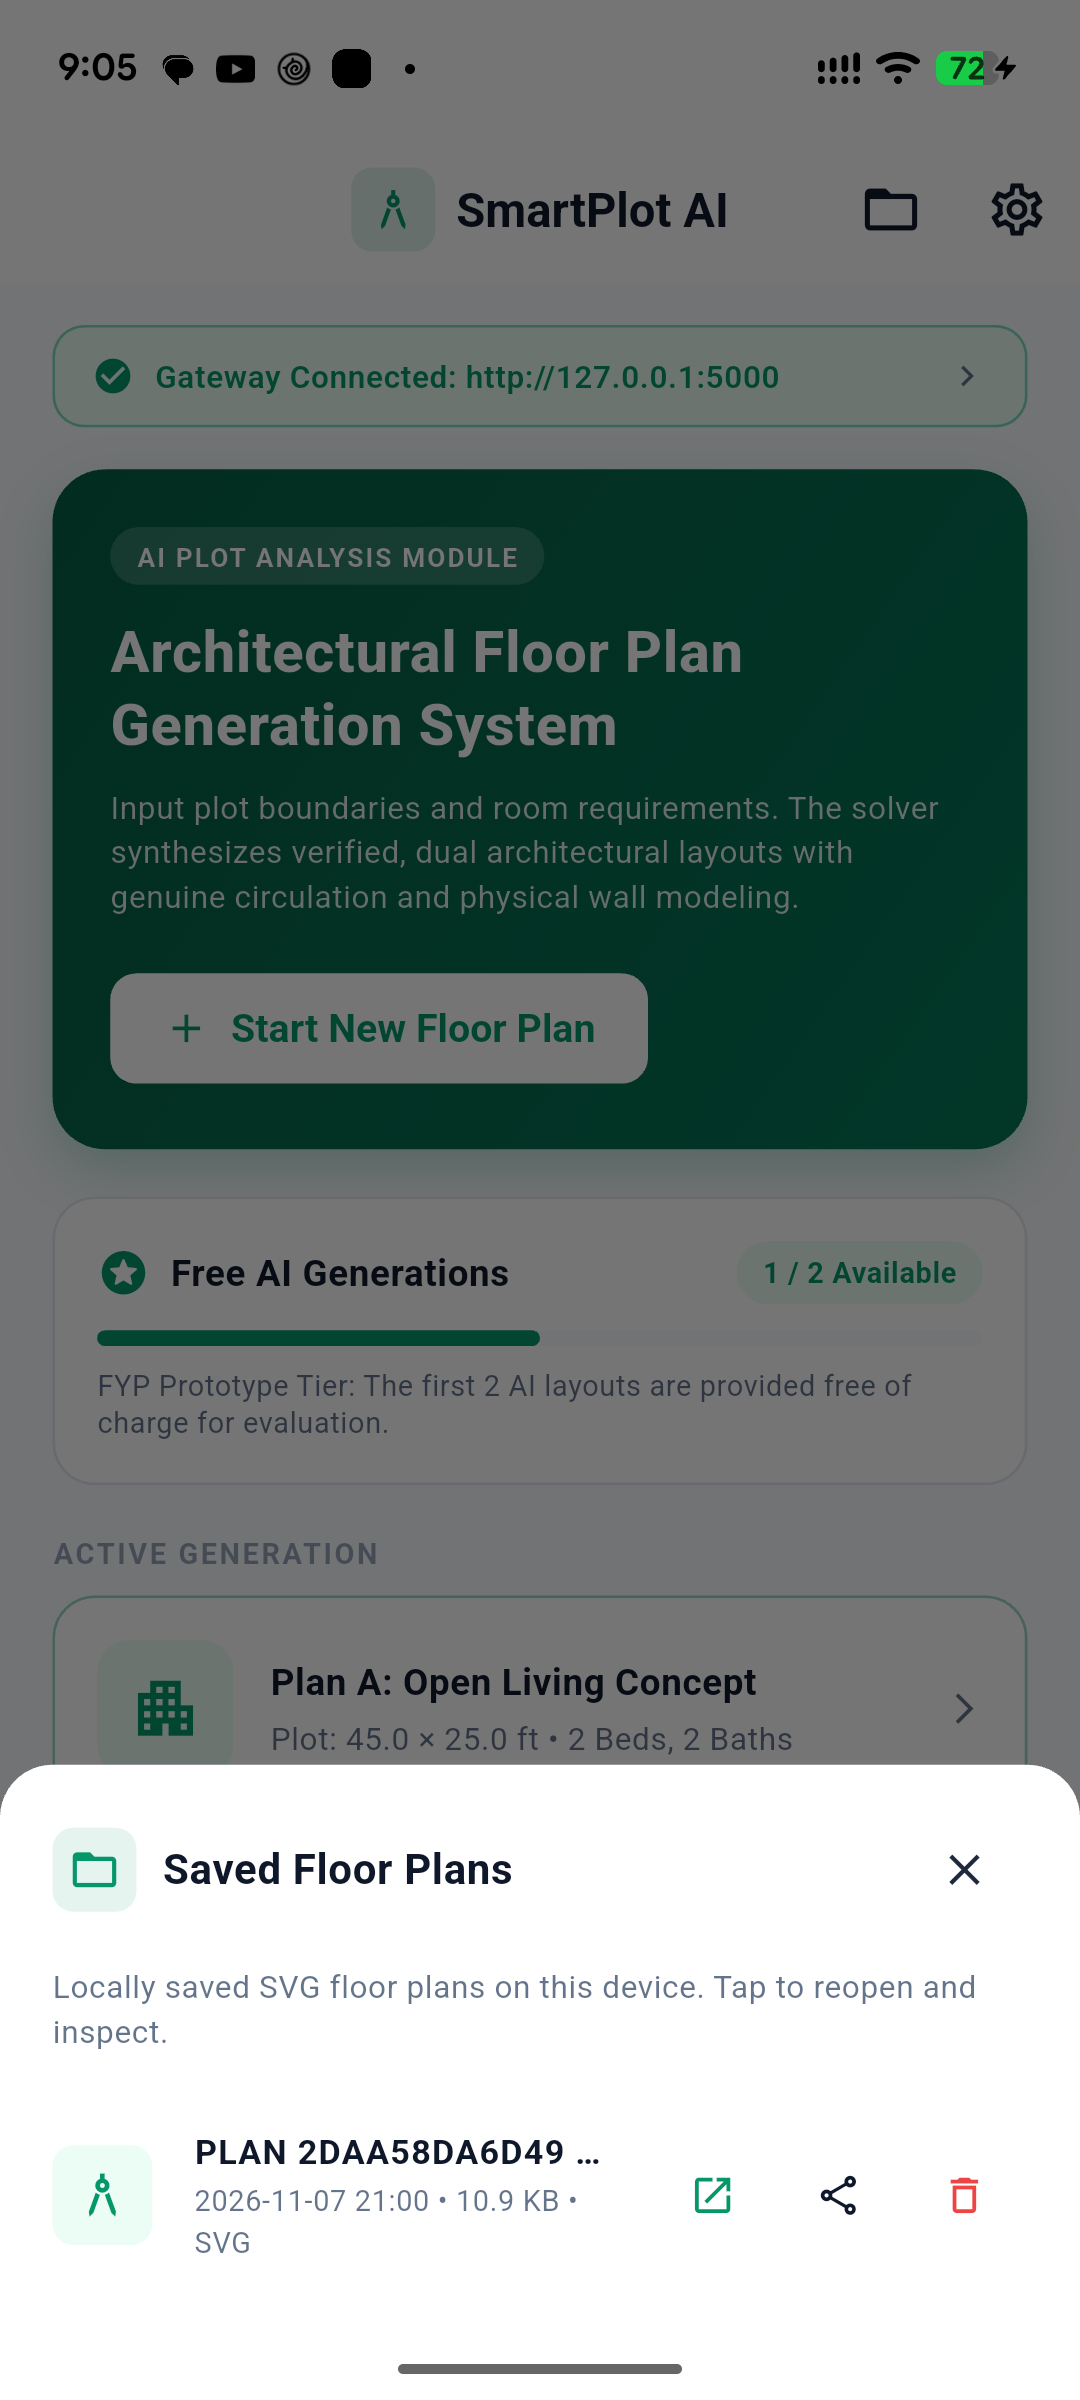 9:05
72
SmartPlot AI
Gateway Connected: http://127.0.0.1:5000
AI PLOT ANALYSIS MODULE
Architectural Floor Plan
Generation System
Input plot boundaries and room requirements. The solver
synthesizes verified, dual architectural layouts with
genuine circulation and physical wall modeling.
Start New Floor Plan
Free AI Generations
1 / 2 Available
FYP Prototype Tier: The first 2 AI layouts are provided free of
charge for evaluation.
ACTIVE GENERATION
Plan A: Open Living Concept
Plot: 45.0 × 25.0 ft • 2 Beds, 2 Baths
Saved Floor Plans
Locally saved SVG floor plans on this device. Tap to reopen and
inspect.
PLAN 2DAA58DA6D49 ...
2026-11-07 21:00 • 10.9 KB •
SVG